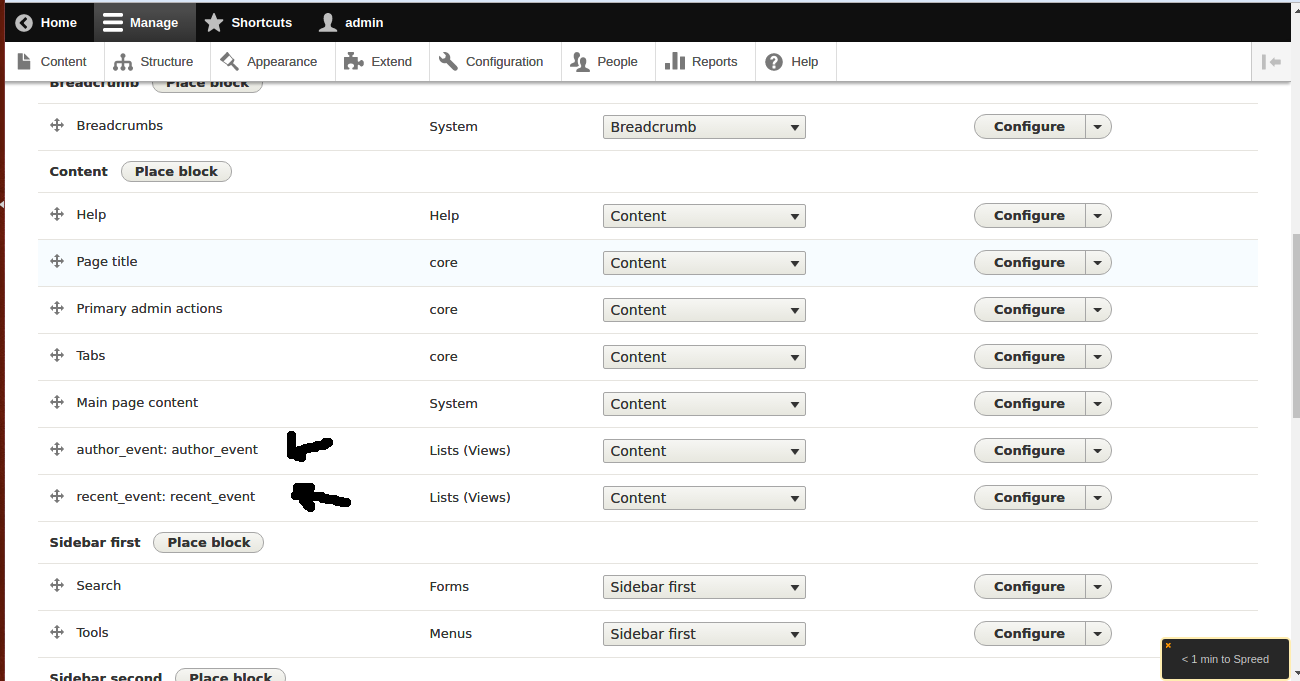 Home Manage Shortcuts admin
Content Structure Appearance Extend Configuration People Reports Help
Breadcrumb Place block
Breadcrumbs System Breadcrumb Configure
Content Place block
Help Help Content Configure
Page title core Content Configure
Primary admin actions core Content Configure
Tabs core Content Configure
Main page content System Content Configure
author_event: author_event Lists (Views) Content Configure
recent_event: recent_event Lists (Views) Content Configure
Sidebar first Place block
Search Forms Sidebar first Configure
Tools Menus Sidebar first Configure
< 1 min to Spreed
Sidebar second Place block